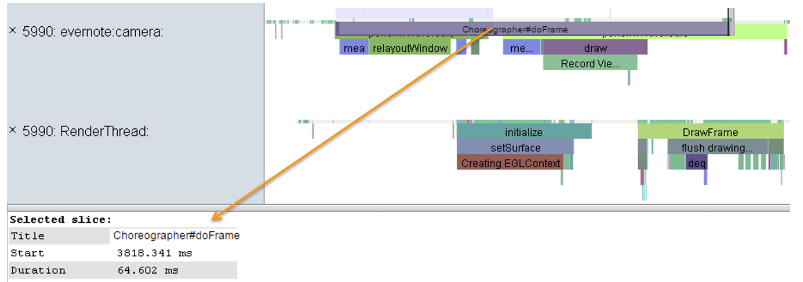 × 5990: evernote:camera:
Choreographer#doFrame
mea relayoutWindow me... draw
Record Vie...
× 5990: RenderThread:
initialize DrawFrame
setSurface flush drawing...
Creating EGLContext deq
Selected slice:
Title Choreographer#doFrame
Start 3818.341 ms
Duration 64.602 ms